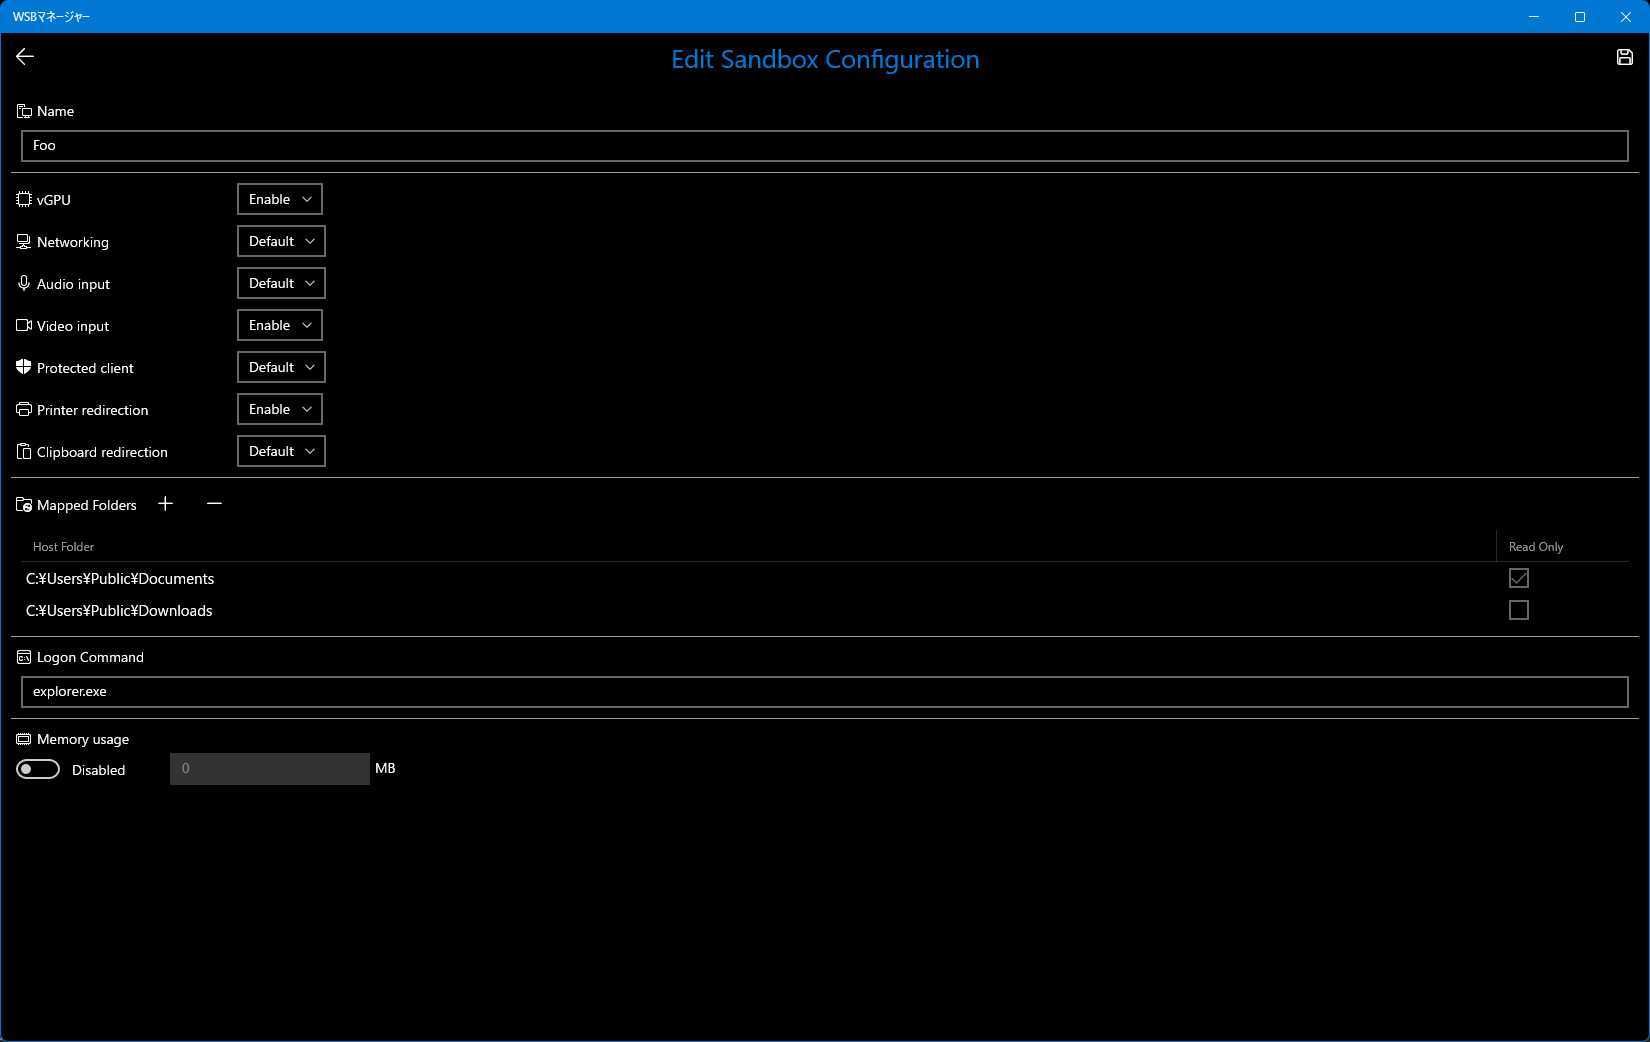 WSBマネージャー
Edit Sandbox Configuration
Name
Foo
vGPU Enable
Networking Default
Audio input Default
Video input Enable
Protected client Default
Printer redirection Enable
Clipboard redirection Default
Mapped Folders
Host Folder Read Only
C:¥Users¥Public¥Documents
C:¥Users¥Public¥Downloads
Logon Command
explorer.exe
Memory usage
Disabled 0 MB